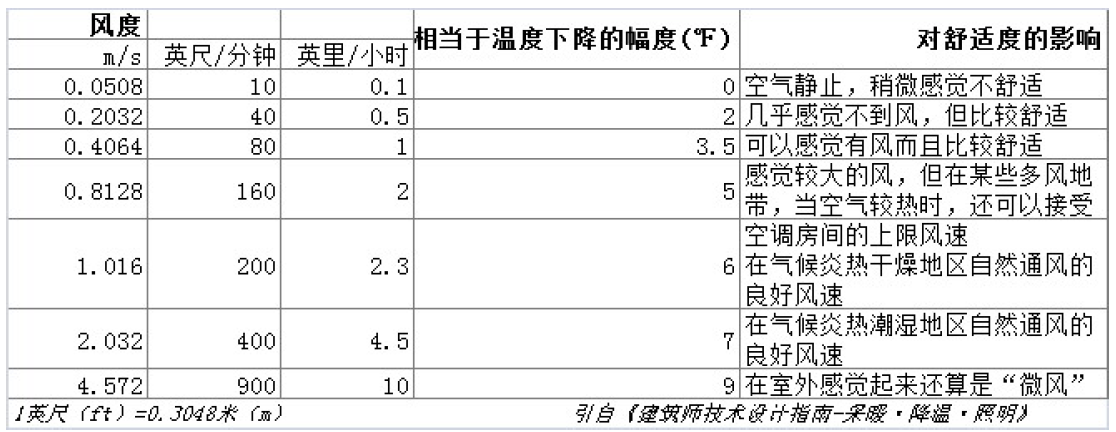 风度 相当于温度下降的幅度(℉) 对舒适度的影响
m/s 英尺/分钟 英里/小时
0.0508 10 0.1 0 空气静止，稍微感觉不舒适
0.2032 40 0.5 2 几乎感觉不到风，但比较舒适
0.4064 80 1 3.5 可以感觉有风而且比较舒适
0.8128 160 2 5 感觉较大的风，但在某些多风地
带，当空气较热时，还可以接受
1.016 200 2.3 6 空调房间的上限风速
在气候炎热干燥地区自然通风的
良好风速
2.032 400 4.5 7 在气候炎热潮湿地区自然通风的
良好风速
4.572 900 10 9 在室外感觉起来还算是“微风”
1英尺（ft）=0.3048米（m） 引自《建筑师技术设计指南-采暖·降温·照明》